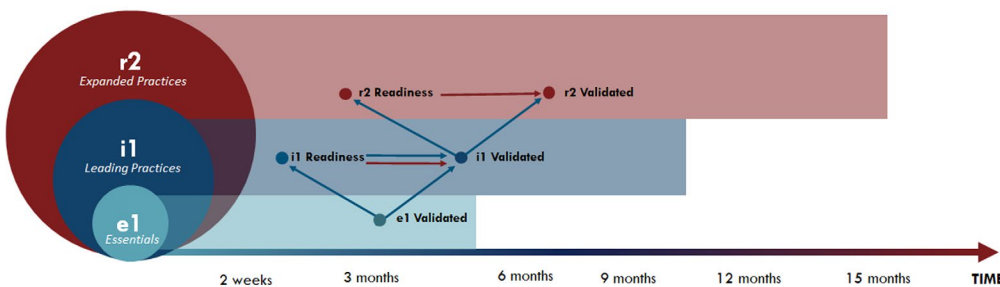 r2
Expanded Practices
r2 Readiness
r2 Validated
i1
Leading Practices
i1 Readiness
i1 Validated
e1
Essentials
e1 Validated
2 weeks
3 months
6 months
9 months
12 months
15 months
TIME